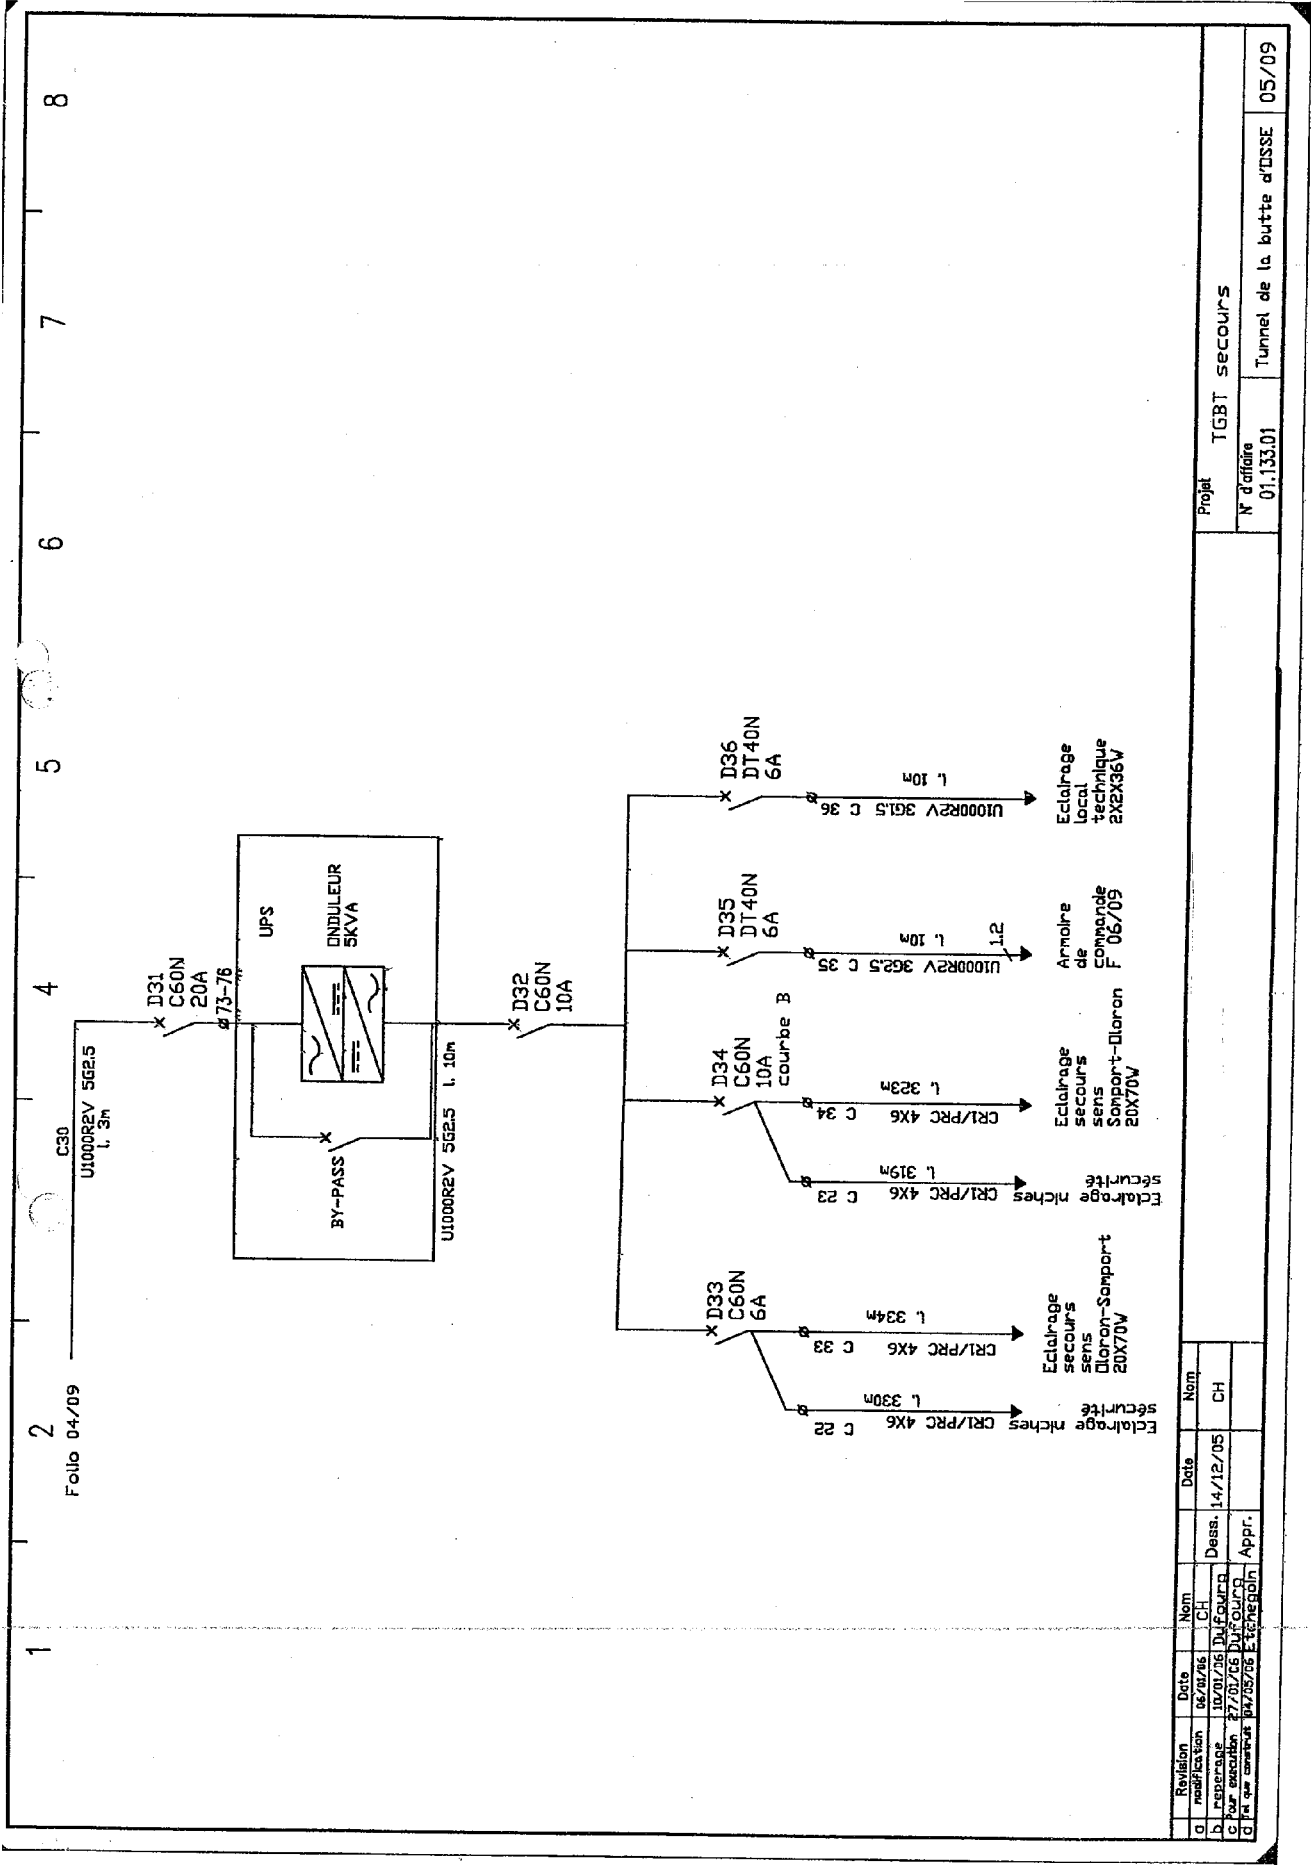 1 2 4 5 6 7 8
Folio 04/09
C30
U1000R2V 5G2.5
l. 3m
D31
C60N
20A
73-76
UPS
ONDULEUR
5KVA
BY-PASS
U1000R2V 5G2.5 l. 10m
D32
C60N
10A
D33
C60N
6A
C 22
CR1/PRC 4X6
l. 330m
Eclairage niches
sécurité
C 33
CR1/PRC 4X6
l. 334m
Eclairage
secours
sens
Oloron-Somport
20X70W
D34
C60N
10A
courbe B
C 23
CR1/PRC 4X6
l. 319m
Eclairage niches
sécurité
C 34
CR1/PRC 4X6
l. 323m
Eclairage
secours
sens
Somport-Oloron
20X70W
D35
DT40N
6A
U1000R2V 3G2.5 C 35
l. 10m
1.2
Armoire
de
commande
F 06/09
D36
DT40N
6A
U1000R2V 3G1.5 C 36
l. 10m
Eclairage
local
technique
2X2X36W
Revision Date Nom Date Nom
a modification 06/01/06 CH
b reperage 10/01/06 Dufourg Dess. 14/12/05 CH
c Pour execution 27/01/06 Dufourg
d Tel que construit 04/05/06 Etchegoin Appr.
Projet
TGBT secours
N° d'affaire
01.133.01
Tunnel de la butte d'OSSE
05/09